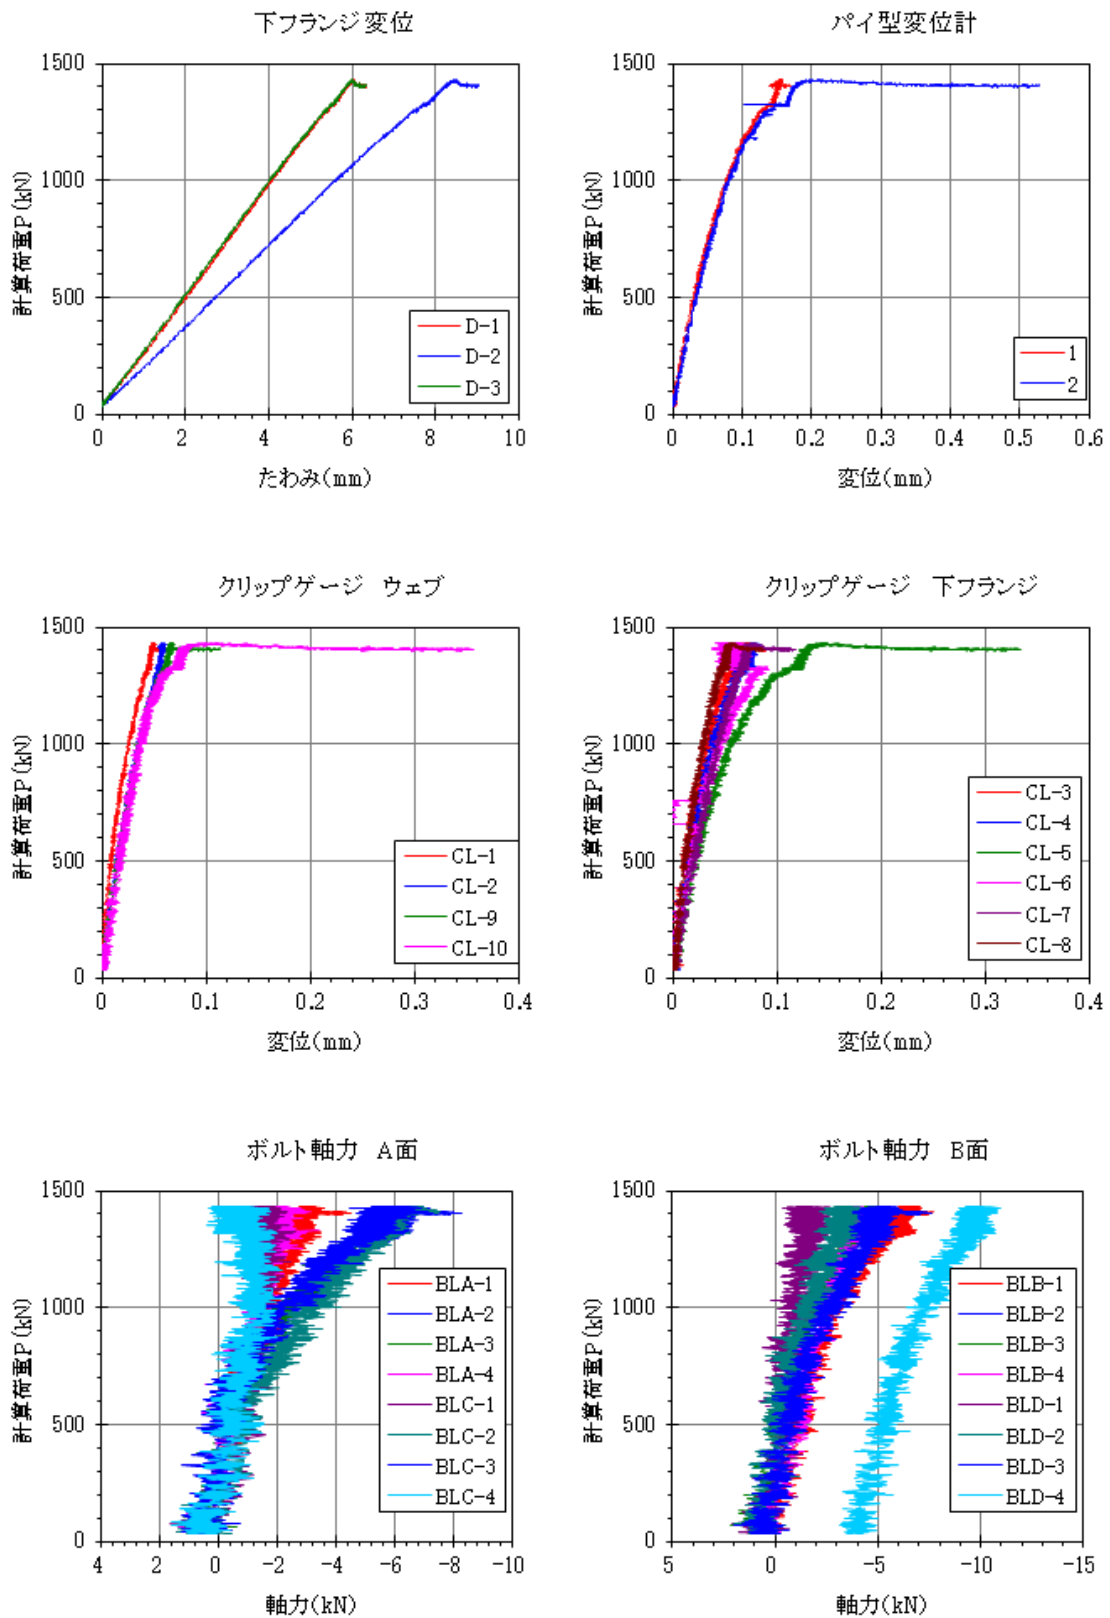 下フランジ変位
計算荷重P(kN)
1500
1000
500
0
D-1
D-2
D-3
0 2 4 6 8 10
たわみ(mm)
パイ型変位計
計算荷重P(kN)
1500
1000
500
0
1
2
0 0.1 0.2 0.3 0.4 0.5 0.6
変位(mm)
クリップゲージ ウェブ
計算荷重P(kN)
1500
1000
500
0
CL-1
CL-2
CL-9
CL-10
0 0.1 0.2 0.3 0.4
変位(mm)
クリップゲージ 下フランジ
計算荷重P(kN)
1500
1000
500
0
CL-3
CL-4
CL-5
CL-6
CL-7
CL-8
0 0.1 0.2 0.3 0.4
変位(mm)
ボルト軸力 A面
計算荷重P(kN)
1500
1000
500
0
BLA-1
BLA-2
BLA-3
BLA-4
BLC-1
BLC-2
BLC-3
BLC-4
4 2 0 -2 -4 -6 -8 -10
軸力(kN)
ボルト軸力 B面
計算荷重P(kN)
1500
1000
500
0
BLB-1
BLB-2
BLB-3
BLB-4
BLD-1
BLD-2
BLD-3
BLD-4
5 0 -5 -10 -15
軸力(kN)